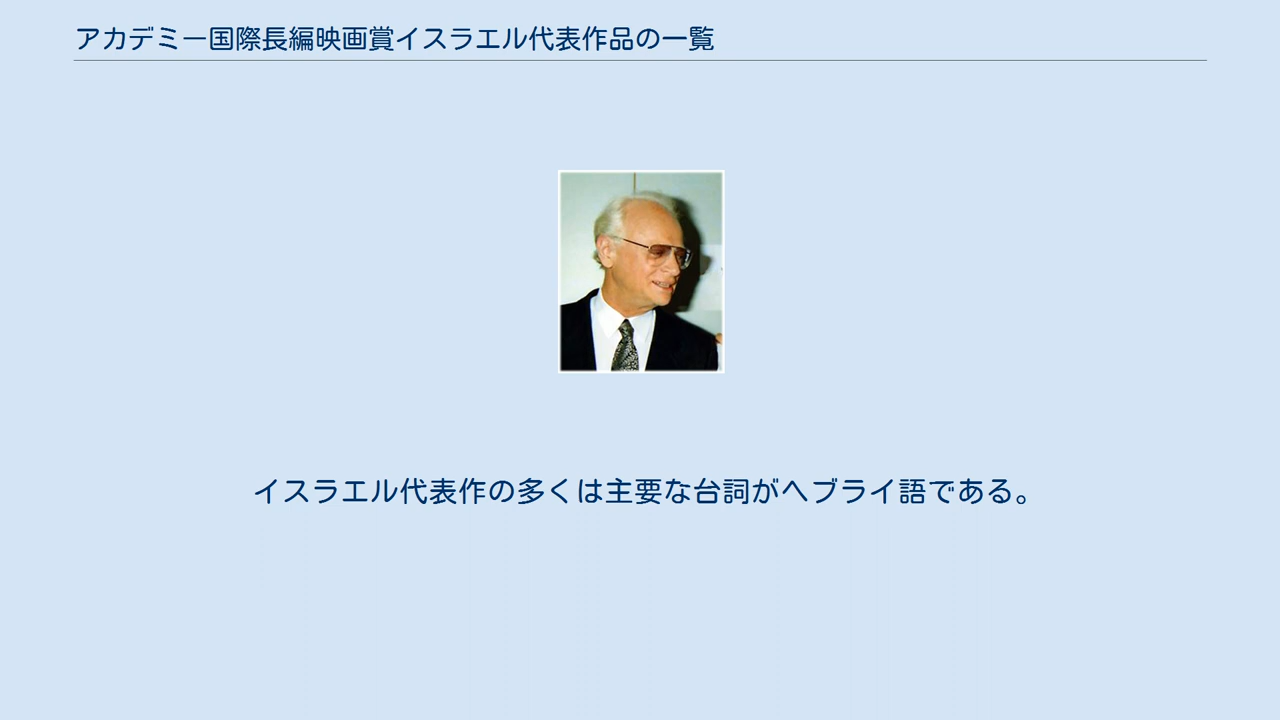 アカデミー国際長編映画賞イスラエル代表作品の一覧
イスラエル代表作の多くは主要な台詞がヘブライ語である。